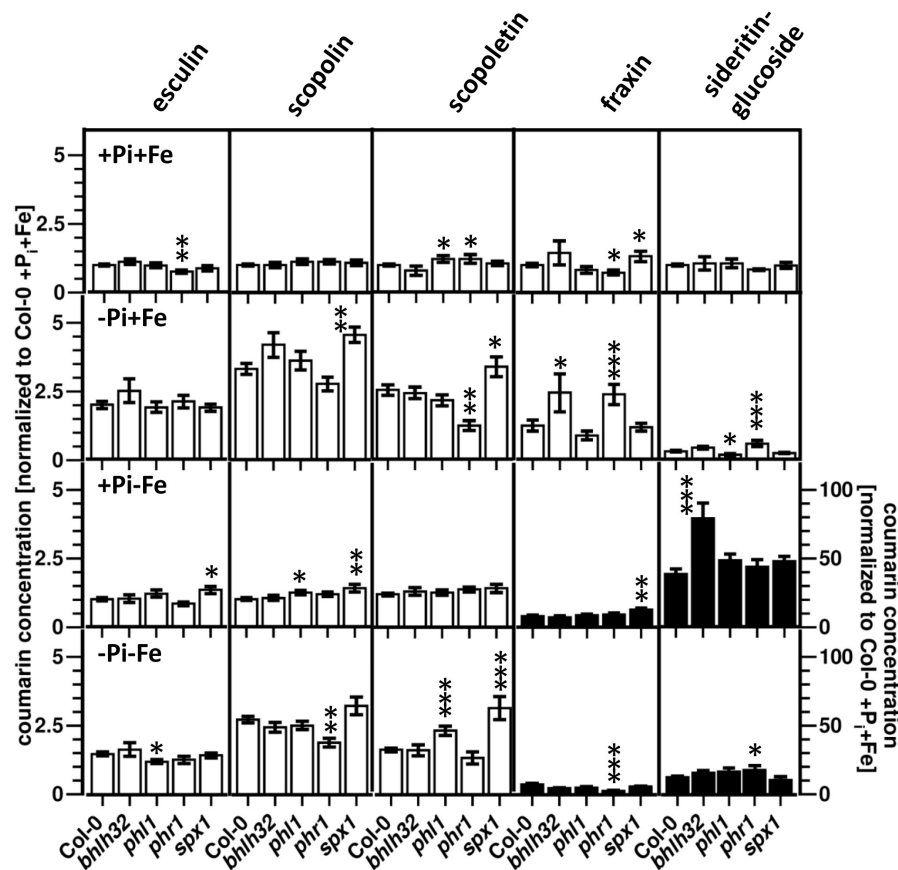 esculin
scopolin
scopoletin
fraxin
sideritin-
glucoside
coumarin concentration [normalized to Col-0 +Pi+Fe]
+Pi+Fe
5
2.5
0
**
*
*
*
*
-Pi+Fe
5
2.5
0
**
**
*
*
***
*
***
+Pi-Fe
5
2.5
0
*
*
**
**
***
100
50
0
-Pi-Fe
5
2.5
0
*
**
***
***
***
*
100
50
0
coumarin concentration
[normalized to Col-0 +Pi+Fe]
Col-0
bhlh32
phl1
phr1
spx1
Col-0
bhlh32
phl1
phr1
spx1
Col-0
bhlh32
phl1
phr1
spx1
Col-0
bhlh32
phl1
phr1
spx1
Col-0
bhlh32
phl1
phr1
spx1